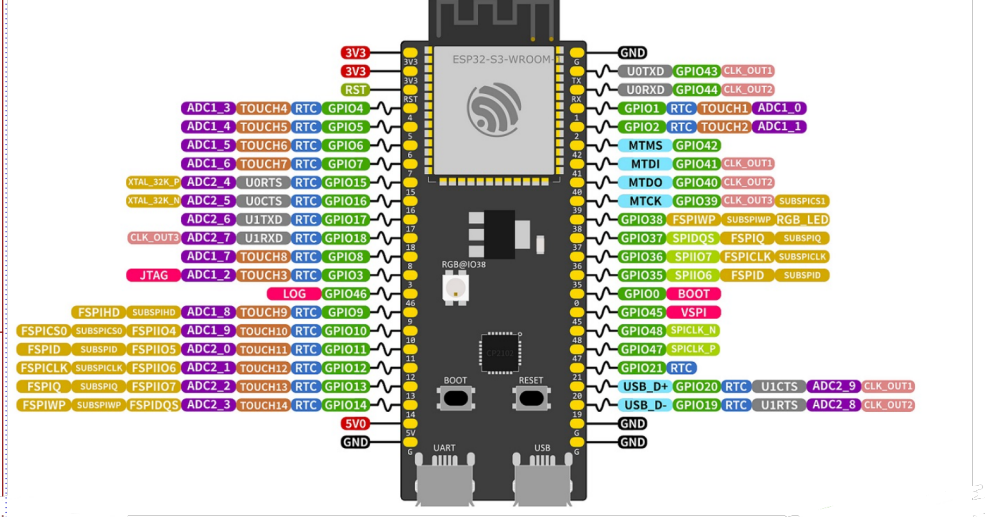 ESP32-S3-WROOM-
3V3 3V3 G GND
3V3 3V3 TX U0TXD GPIO43 CLK_OUT1
RST RST RX U0RXD GPIO44 CLK_OUT2
ADC1_3 TOUCH4 RTC GPIO4 4 1 GPIO1 RTC TOUCH1 ADC1_0
ADC1_4 TOUCH5 RTC GPIO5 5 2 GPIO2 RTC TOUCH2 ADC1_1
ADC1_5 TOUCH6 RTC GPIO6 6 42 MTMS GPIO42
ADC1_6 TOUCH7 RTC GPIO7 7 41 MTDI GPIO41 CLK_OUT1
XTAL_32K_P ADC2_4 U0RTS RTC GPIO15 15 40 MTDO GPIO40 CLK_OUT2
XTAL_32K_N ADC2_5 U0CTS RTC GPIO16 16 39 MTCK GPIO39 CLK_OUT3 SUBSPICS1
ADC2_6 U1TXD RTC GPIO17 17 38 GPIO38 FSPIWP SUBSPIWP RGB_LED
CLK_OUT3 ADC2_7 U1RXD RTC GPIO18 18 37 GPIO37 SPIDQS FSPIQ SUBSPIQ
ADC1_7 TOUCH8 RTC GPIO8 8 36 GPIO36 SPIIO7 FSPICLK SUBSPICLK
RGB@IO38
JTAG ADC1_2 TOUCH3 RTC GPIO3 3 35 GPIO35 SPIIO6 FSPID SUBSPID
LOG GPIO46 46 0 GPIO0 BOOT
FSPIHD SUBSPIHD ADC1_8 TOUCH9 RTC GPIO9 9 45 GPIO45 VSPI
FSPICS0 SUBSPICS0 FSPIIO4 ADC1_9 TOUCH10 RTC GPIO10 10 48 GPIO48 SPICLK_N
FSPID SUBSPID FSPIIO5 ADC2_0 TOUCH11 RTC GPIO11 11 CP2102 47 GPIO47 SPICLK_P
FSPICLK SUBSPICLK FSPIIO6 ADC2_1 TOUCH12 RTC GPIO12 12 21 GPIO21 RTC
FSPIQ SUBSPIQ FSPIIO7 ADC2_2 TOUCH13 RTC GPIO13 13 BOOT RESET 20 USB_D+ GPIO20 RTC U1CTS ADC2_9 CLK_OUT1
FSPIWP SUBSPIWP FSPIDQS ADC2_3 TOUCH14 RTC GPIO14 14 19 USB_D- GPIO19 RTC U1RTS ADC2_8 CLK_OUT2
5V0 5V G GND
GND G G GND
UART USB